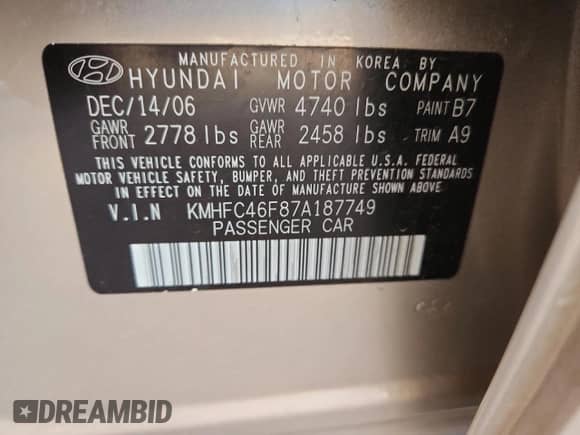 MANUFACTURED IN KOREA BY
HYUNDAI MOTOR COMPANY
DEC/14/06 GVWR 4740 lbs PAINT B7
GAWR FRONT 2778 lbs GAWR REAR 2458 lbs TRIM A9
THIS VEHICLE CONFORMS TO ALL APPLICABLE U.S.A. FEDERAL
MOTOR VEHICLE SAFETY, BUMPER, AND THEFT PREVENTION STANDARDS
IN EFFECT ON THE DATE OF MANUFACTURE SHOWN ABOVE.
V.I.N KMHFC46F87A187749
PASSENGER CAR
DREAMBID